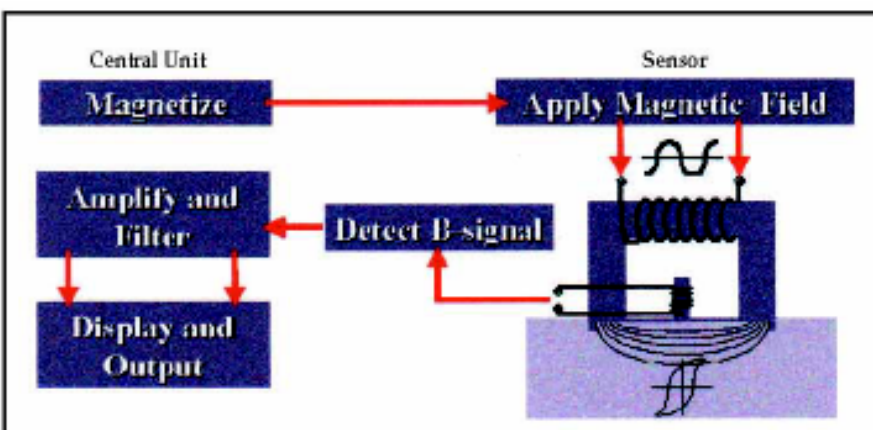 Central Unit
Sensor
Magnetize
Apply Magnetic Field
Amplify and
Filter
Detect B-signal
Display and
Output